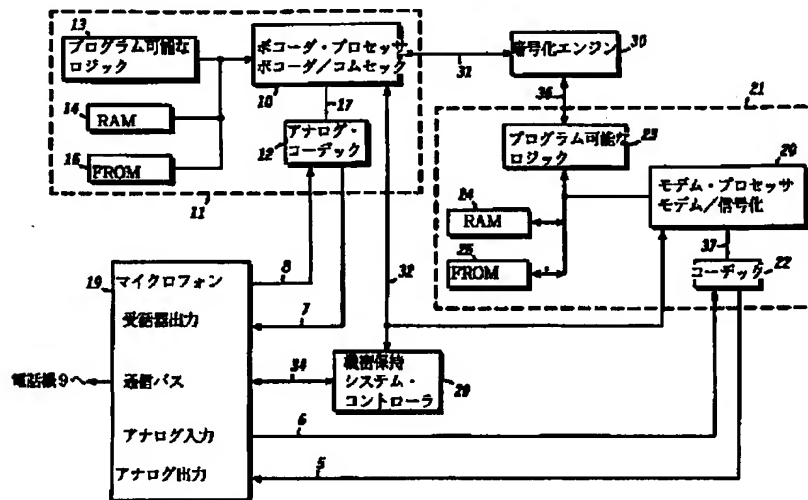 13
プログラム可能な
ロジック
14
RAM
16
FROM
ボコーダ・プロセッサ
ボコーダ/コムセック
10
17
アナログ・
コーデック
12
11
31
暗号化エンジン
30
36
21
プログラム可能な
ロジック
23
24
RAM
25
FROM
20
モデム・プロセッサ
モデム/信号化
37
コーデック
22
19
マイクロフォン
8
受話器出力
7
32
電話機9へ
通信バス
34
機密保持
システム・
コントローラ
29
アナログ入力
6
アナログ出力
5